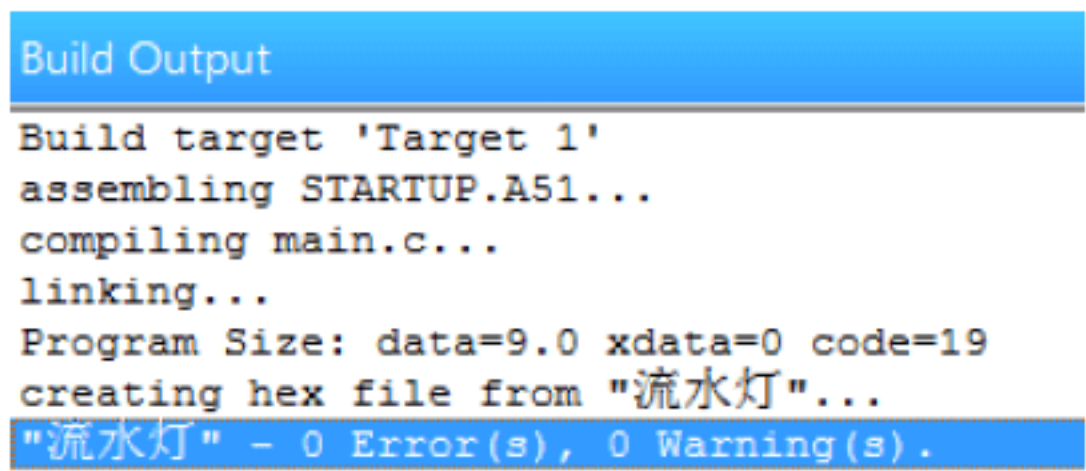 Build Output
Build target 'Target 1'
assembling STARTUP.A51...
compiling main.c...
linking...
Program Size: data=9.0 xdata=0 code=19
creating hex file from "流水灯"...
"流水灯" - 0 Error(s), 0 Warning(s).